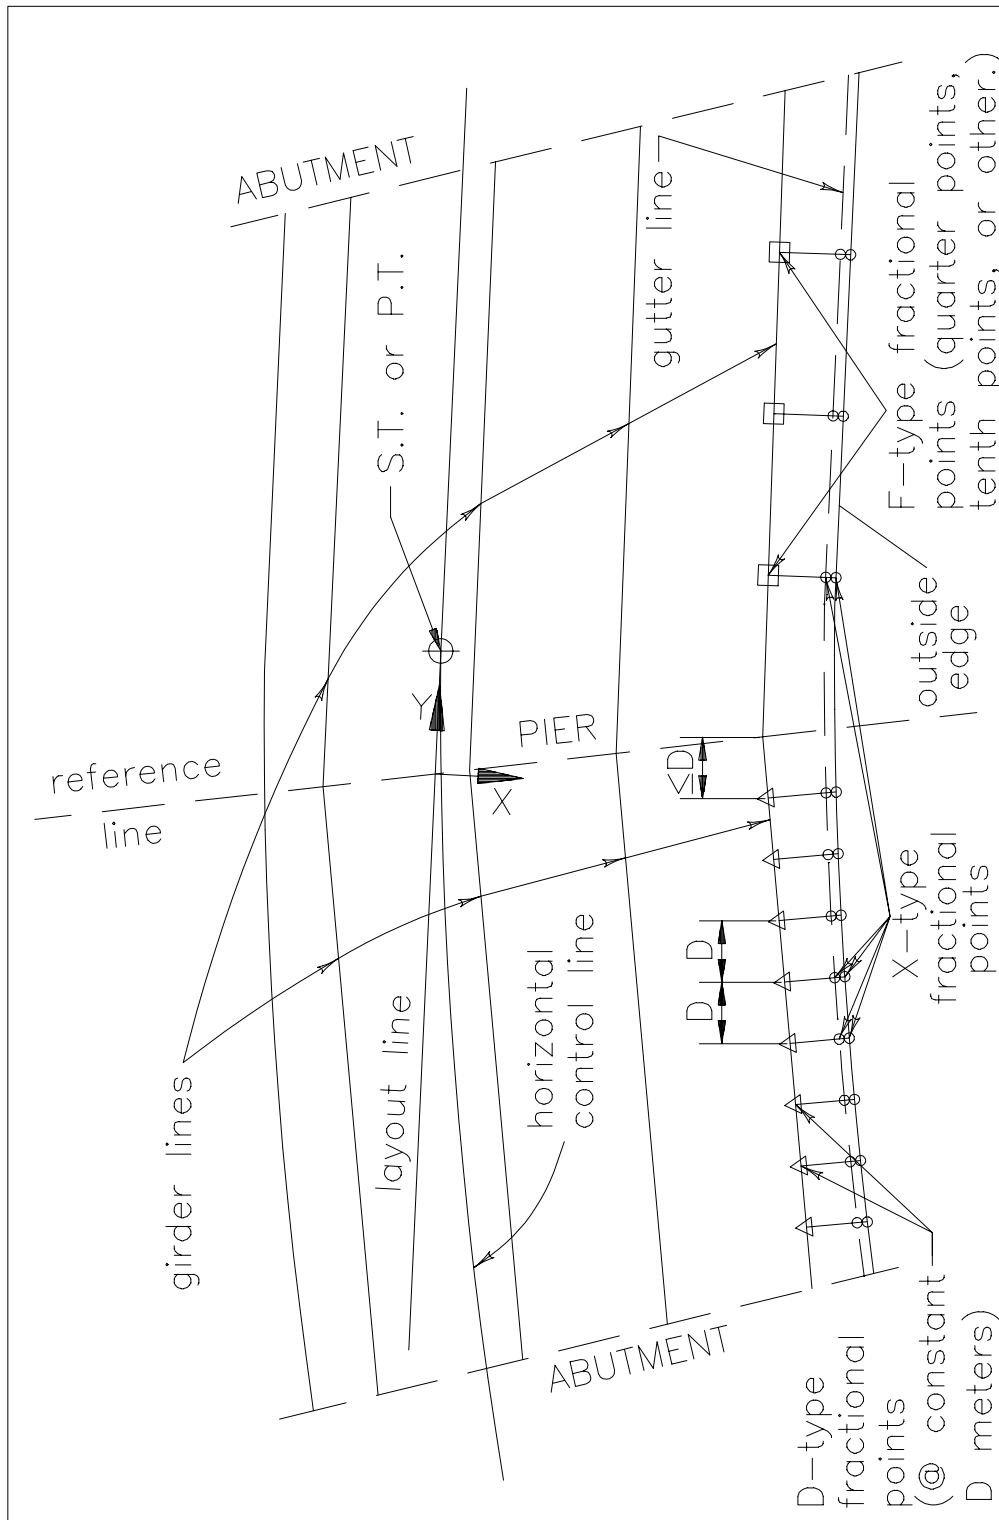 ABUTMENT
S.T. or P.T.
gutter line
F-type fractional
points (quarter points,
tenth points, or other.)
reference
line
Y
X
PIER
≤D
outside
edge
girder lines
layout line
horizontal
control line
D
D
X-type
fractional
points
ABUTMENT
D-type
fractional
points
(@ constant
D meters)